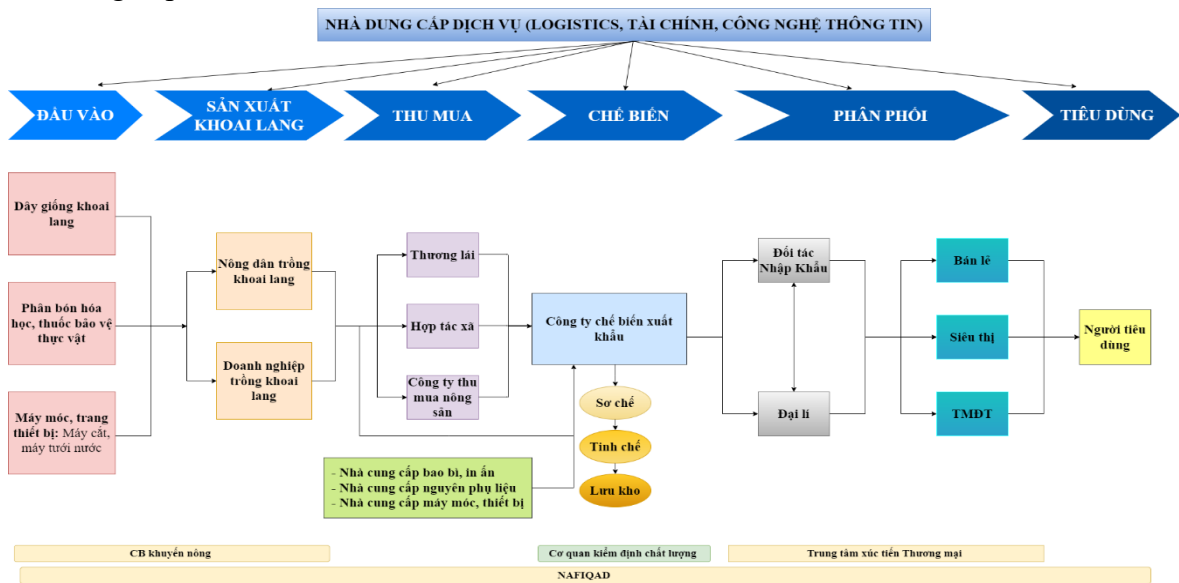 NHÀ DUNG CẤP DỊCH VỤ (LOGISTICS, TÀI CHÍNH, CÔNG NGHỆ THÔNG TIN)
ĐẦU VÀO
SẢN XUẤT
KHOAI LANG
THU MUA
CHẾ BIẾN
PHÂN PHỐI
TIÊU DÙNG
Dây giống khoai
lang
Phân bón hóa
học, thuốc bảo vệ
thực vật
Máy móc, trang
thiết bị: Máy cắt,
máy tưới nước
Nông dân trồng
khoai lang
Doanh nghiệp
trồng khoai
lang
Thương lái
Hợp tác xã
Công ty thu
mua nông
sản
- Nhà cung cấp bao bì, in ấn
- Nhà cung cấp nguyên phụ liệu
- Nhà cung cấp máy móc, thiết bị
Công ty chế biến xuất
khẩu
Sơ chế
Tinh chế
Lưu kho
Đối tác
Nhập Khẩu
Đại lí
Bán lẻ
Siêu thị
TMĐT
Người tiêu
dùng
CB khuyến nông
Cơ quan kiểm định chất lượng
Trung tâm xúc tiến Thương mại
NAFIQAD